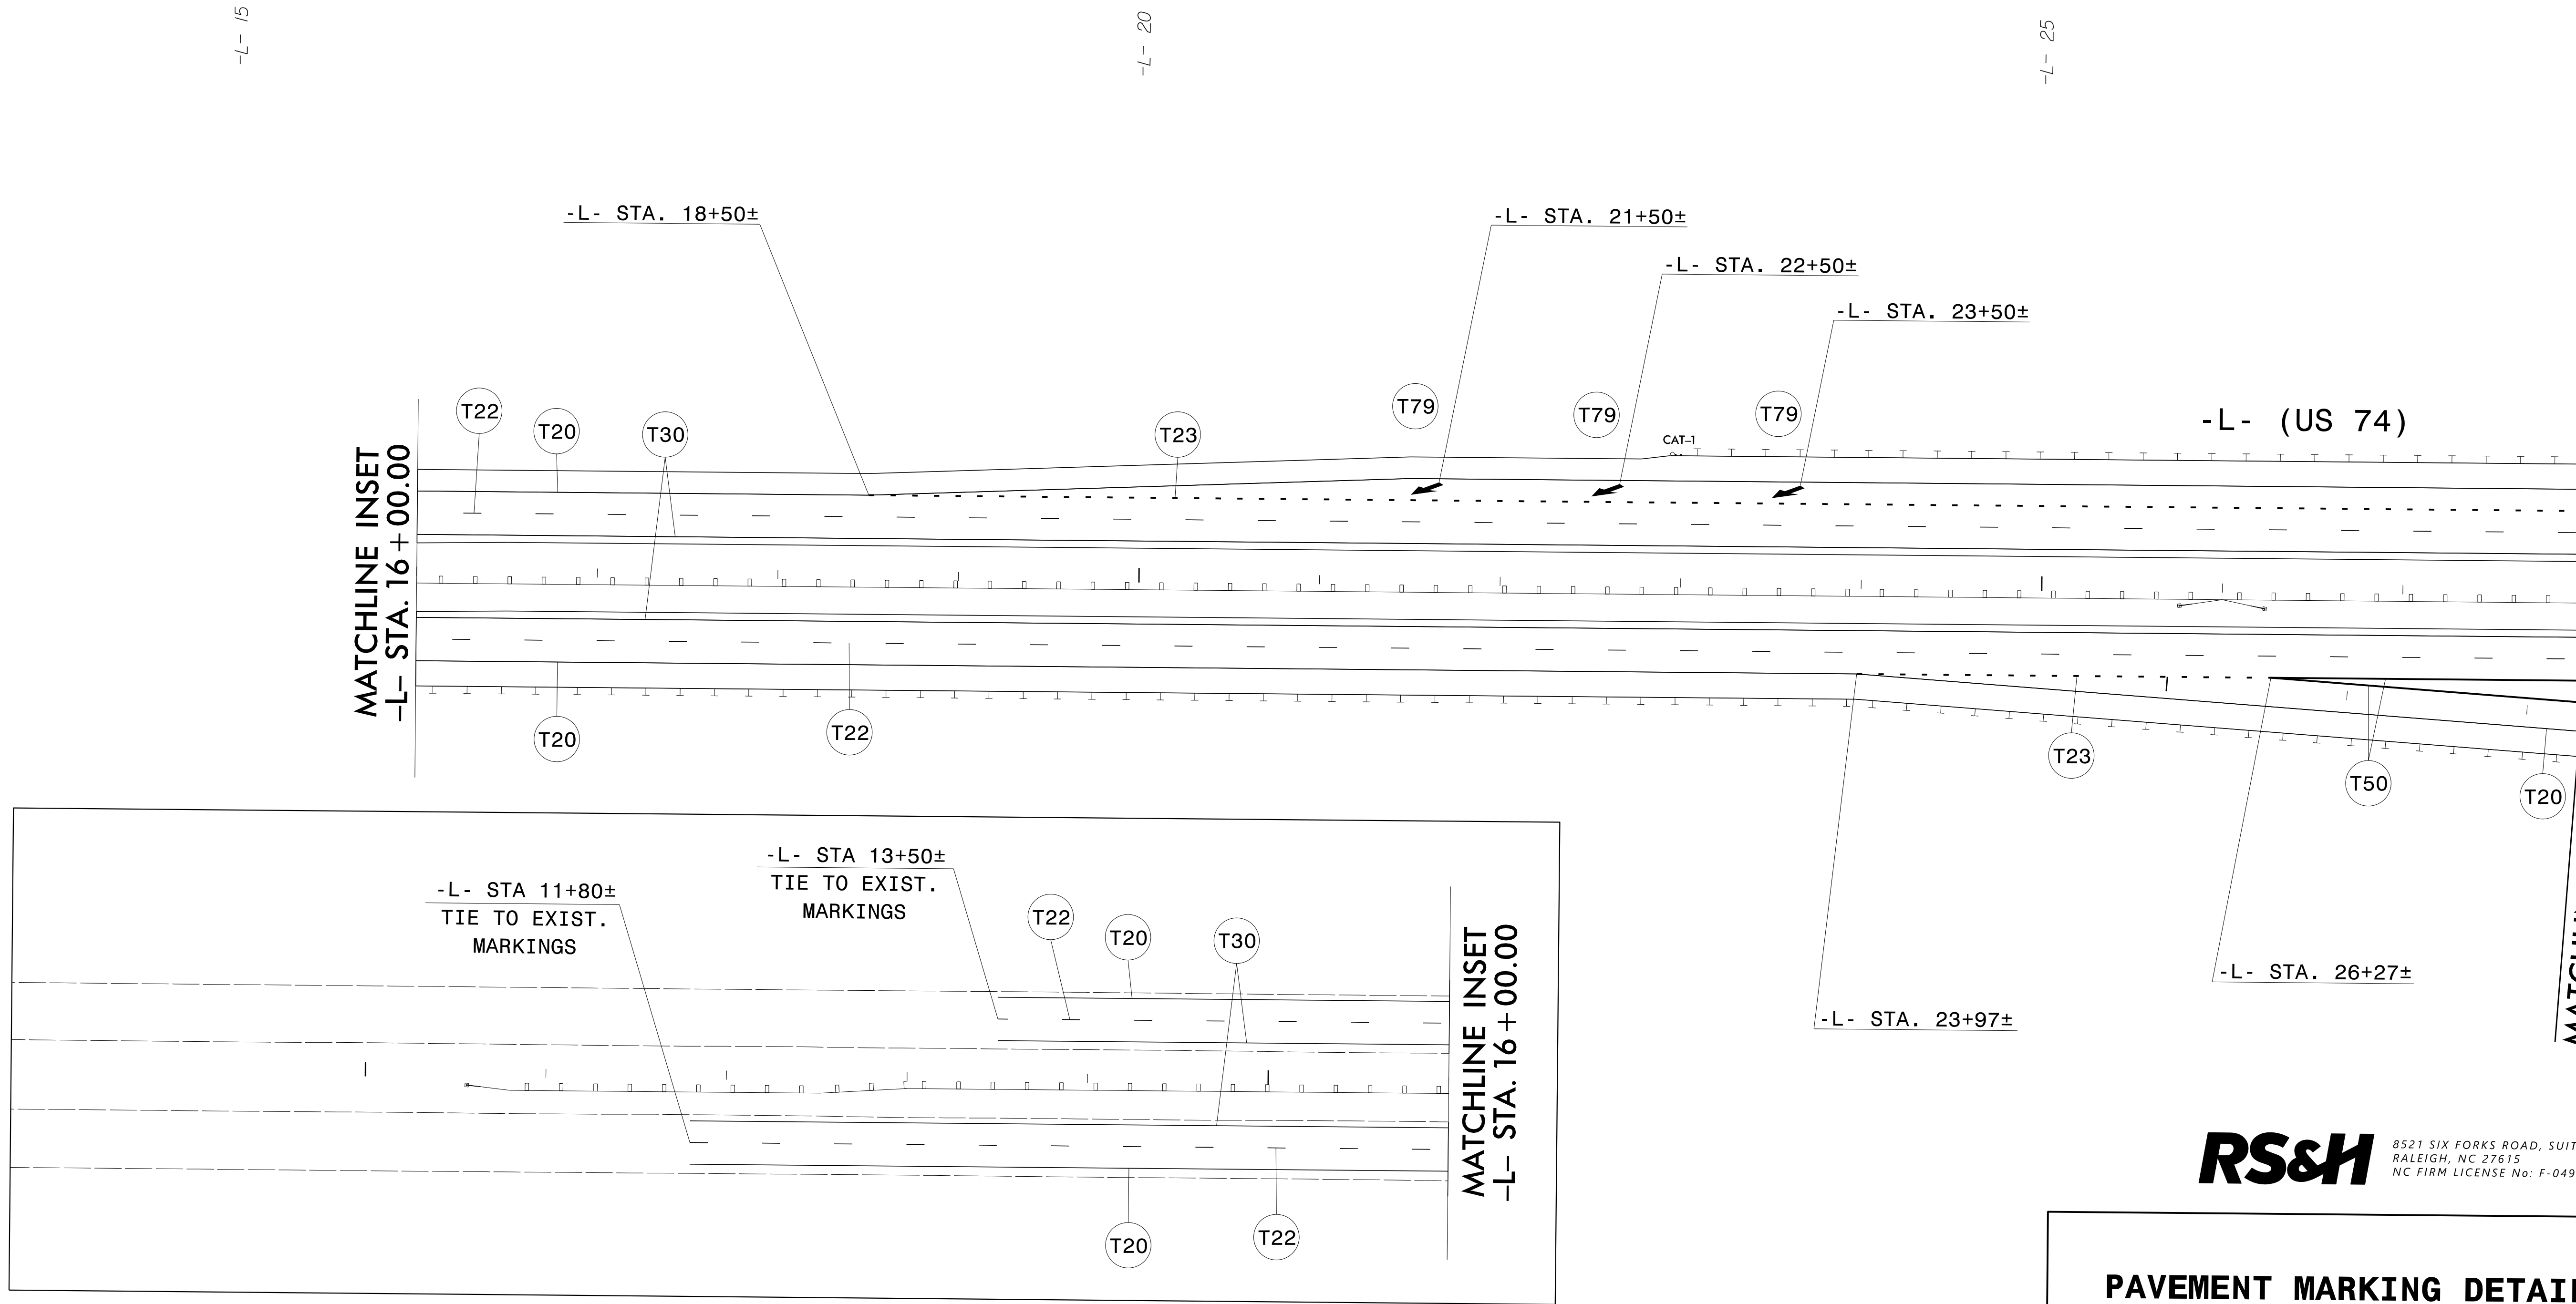 -L- 15
-L- 20
-L- 25
-L- STA. 18+50±
-L- STA. 21+50±
-L- STA. 22+50±
-L- STA. 23+50±
MATCHLINE INSET
-L- STA. 16+00.00
T22
T20
T30
T23
T79
T79
T79
CAT-1
-L- (US 74)
T20
T22
T23
T50
T20
-L- STA. 23+97±
-L- STA. 26+27±
-L- STA 11+80±
TIE TO EXIST.
MARKINGS
-L- STA 13+50±
TIE TO EXIST.
MARKINGS
T22
T20
T30
T20
T22
MATCHLINE INSET
-L- STA. 16+00.00
RS&H
8521 SIX FORKS ROAD, SUIT
RALEIGH, NC 27615
NC FIRM LICENSE No: F-049
PAVEMENT MARKING DETAI